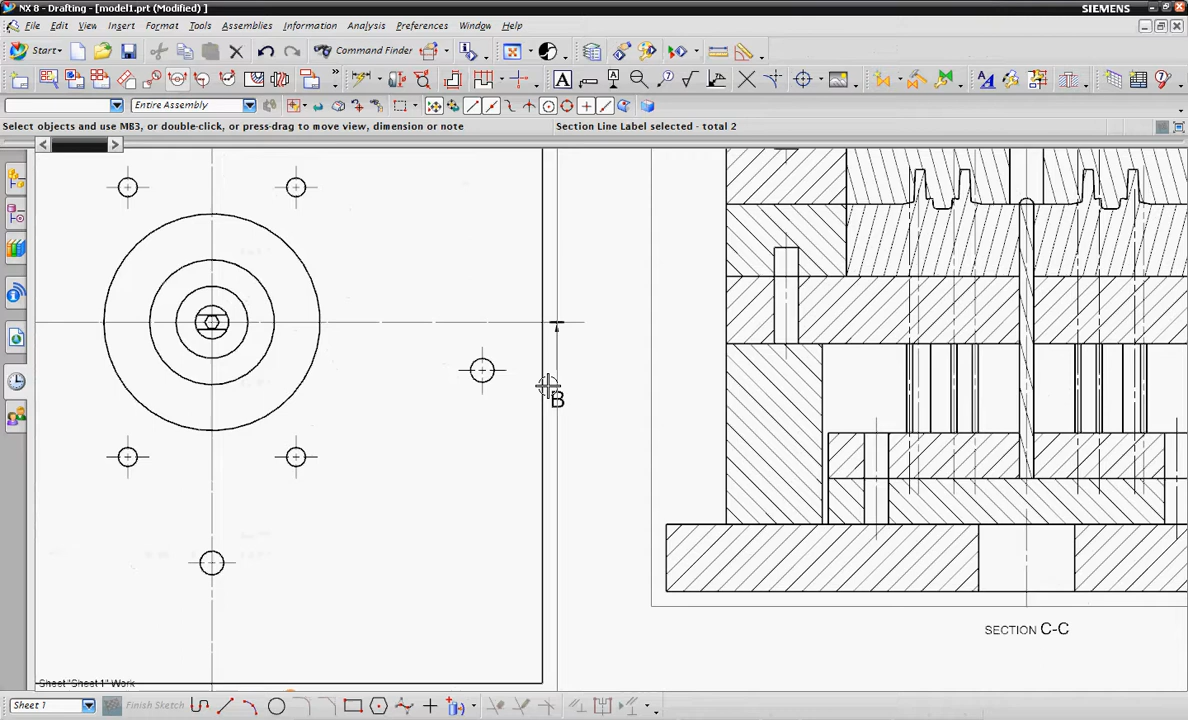 NX 8 - Drafting - [model1.prt (Modified) ]
SIEMENS
File Edit View Insert Format Tools Assemblies Information Analysis Preferences Window Help
Start Command Finder
Entire Assembly
Select objects and use MB3, or double-click, or press-drag to move view, dimension or note
Section Line Label selected - total 2
B
SECTION C-C
Sheet "Sheet 1" Work
Sheet 1 Finish Sketch